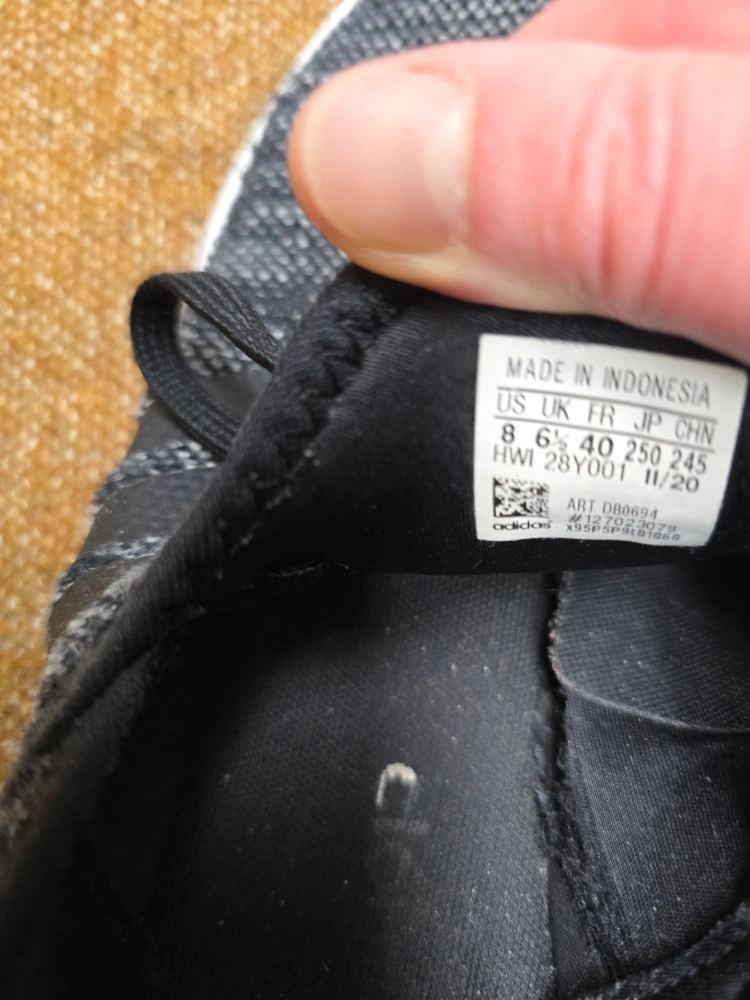 MADE IN INDONESIA
US UK FR JP CHN
8 6½ 40 250 245
HWI 28Y001 11/20
ART DB0694
adidas #127023079